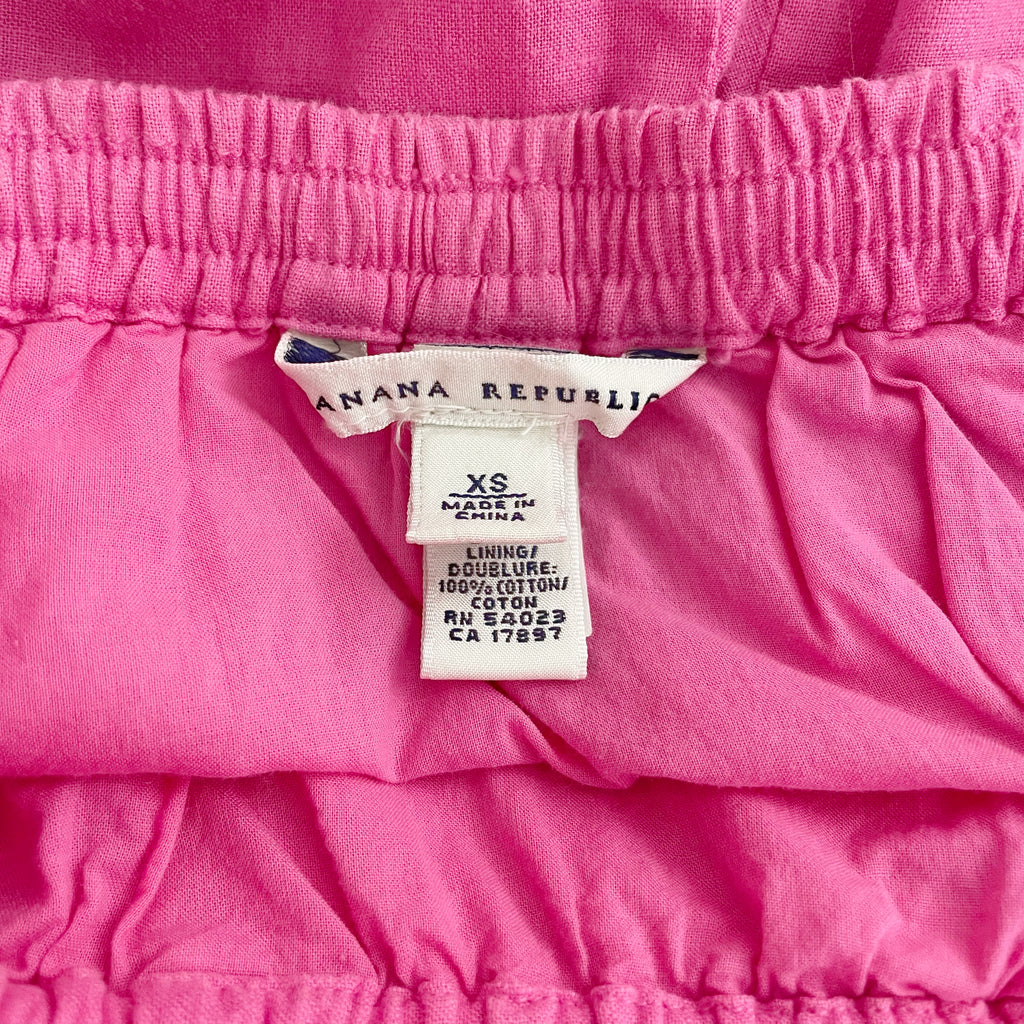 ANANA REPUBLIC
XS
MADE IN
CHINA
LINING/
DOUBLURE:
100% COTTON/
COTON
RN 54023
CA 17897